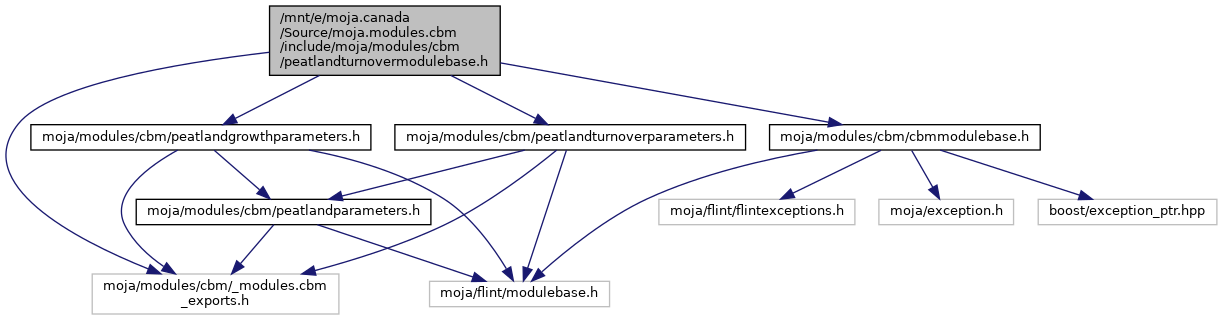 /mnt/e/moja.canada
/Source/moja.modules.cbm
/include/moja/modules/cbm
/peatlandturnovermodulebase.h
moja/modules/cbm/peatlandgrowthparameters.h
moja/modules/cbm/peatlandturnoverparameters.h
moja/modules/cbm/cbmmodulebase.h
moja/modules/cbm/peatlandparameters.h
moja/flint/flintexceptions.h
moja/exception.h
boost/exception_ptr.hpp
moja/modules/cbm/_modules.cbm
_exports.h
moja/flint/modulebase.h